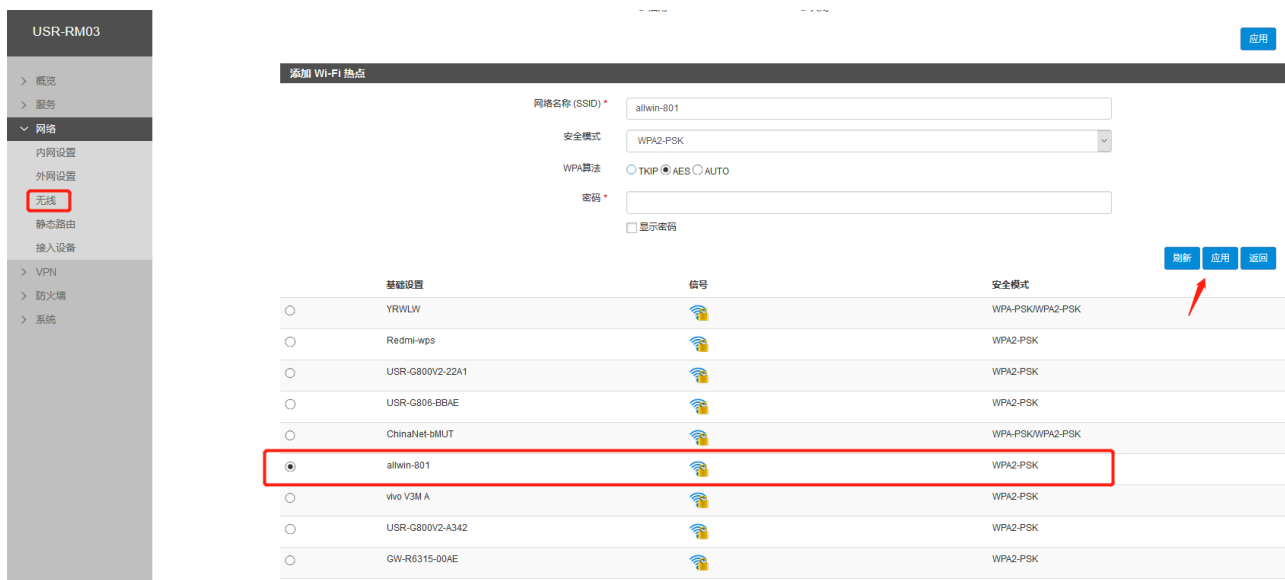 USR-RM03
应用
概览
服务
网络
内网设置
外网设置
无线
静态路由
接入设备
VPN
防火墙
系统
添加 Wi-Fi 热点
网络名称 (SSID) *
allwin-801
安全模式
WPA2-PSK
WPA算法
TKIP AES AUTO
密码 *
显示密码
刷新 应用 返回
基础设置 信号 安全模式
YRWLW WPA-PSK/WPA2-PSK
Redmi-wps WPA2-PSK
USR-G800V2-22A1 WPA2-PSK
USR-G806-BBAE WPA2-PSK
ChinaNet-bMUT WPA-PSK/WPA2-PSK
allwin-801 WPA2-PSK
vivo V3M A WPA2-PSK
USR-G800V2-A342 WPA2-PSK
GW-R6315-00AE WPA2-PSK